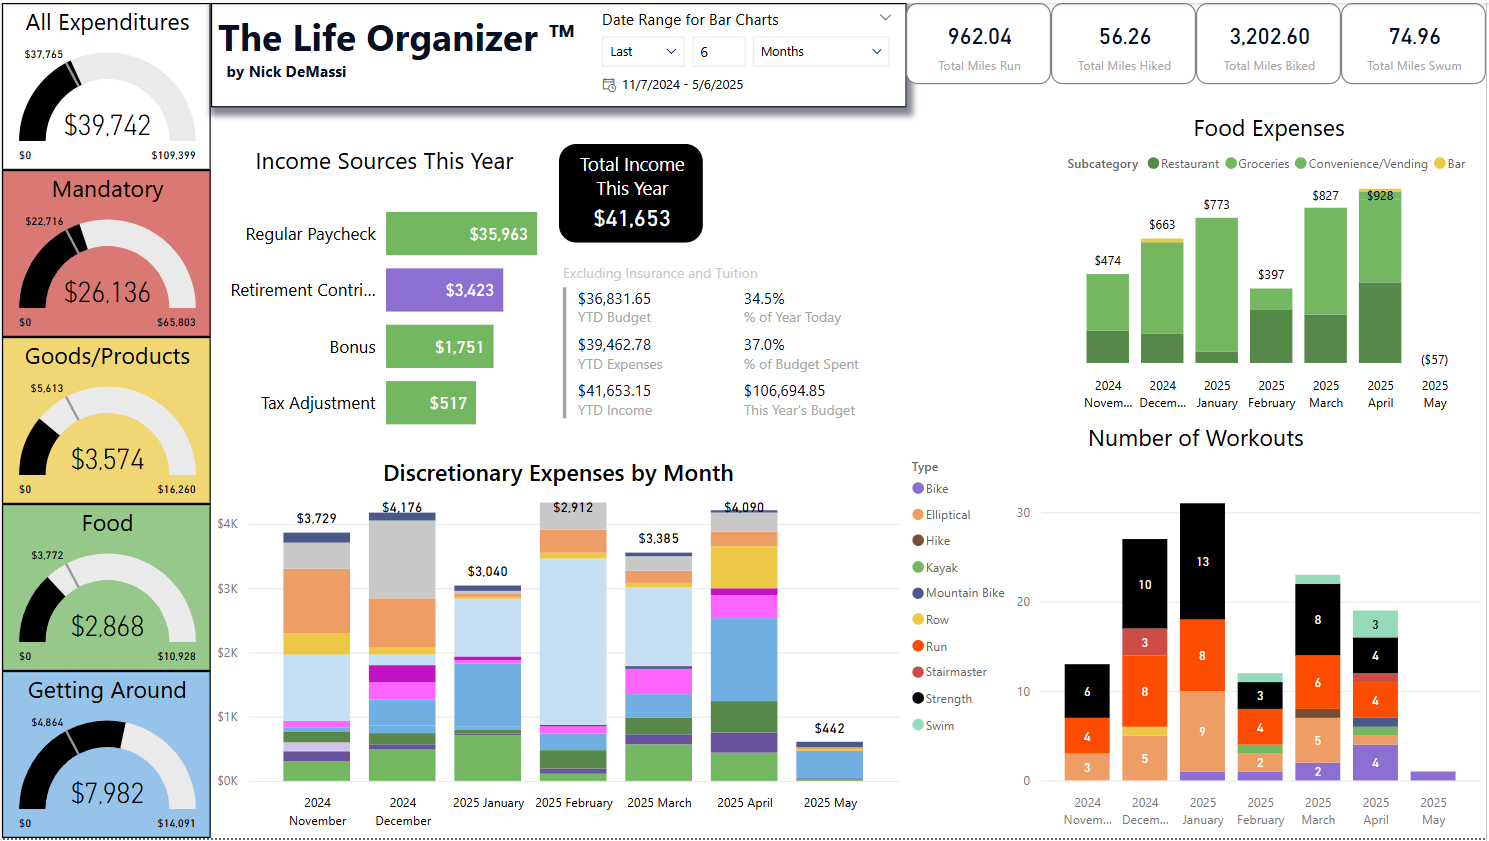 All Expenditures
$37,765
$39,742
$0
$109,399
Mandatory
$22,716
$26,136
$0
$65,803
Goods/Products
$5,613
$3,574
$0
$16,260
Food
$3,772
$2,868
$0
$10,928
Getting Around
$4,864
$7,982
$0
$14,091
The Life Organizer ™
by Nick DeMassi
Date Range for Bar Charts
Last
6
Months
11/7/2024 - 5/6/2025
962.04
Total Miles Run
56.26
Total Miles Hiked
3,202.60
Total Miles Biked
74.96
Total Miles Swum
Income Sources This Year
Regular Paycheck
$35,963
Retirement Contri...
$3,423
Bonus
$1,751
Tax Adjustment
$517
Total Income
This Year
$41,653
Excluding Insurance and Tuition
$36,831.65
YTD Budget
34.5%
% of Year Today
$39,462.78
YTD Expenses
37.0%
% of Budget Spent
$41,653.15
YTD Income
$106,694.85
This Year's Budget
Food Expenses
Subcategory Restaurant Groceries Convenience/Vending Bar
$474
$663
$773
$397
$827
$928
($57)
2024
Novem...
2024
Decem...
2025
January
2025
February
2025
March
2025
April
2025
May
Discretionary Expenses by Month
$4K
$3K
$2K
$1K
$0K
$3,729
$4,176
$3,040
$2,912
$3,385
$4,090
$442
2024
November
2024
December
2025 January
2025 February
2025 March
2025 April
2025 May
Number of Workouts
Type
Bike
Elliptical
Hike
Kayak
Mountain Bike
Row
Run
Stairmaster
Strength
Swim
30
20
10
0
6
4
3
10
3
8
5
13
8
9
3
4
2
8
6
5
2
3
4
4
4
2024
Novem...
2024
Decem...
2025
January
2025
February
2025
March
2025
April
2025
May